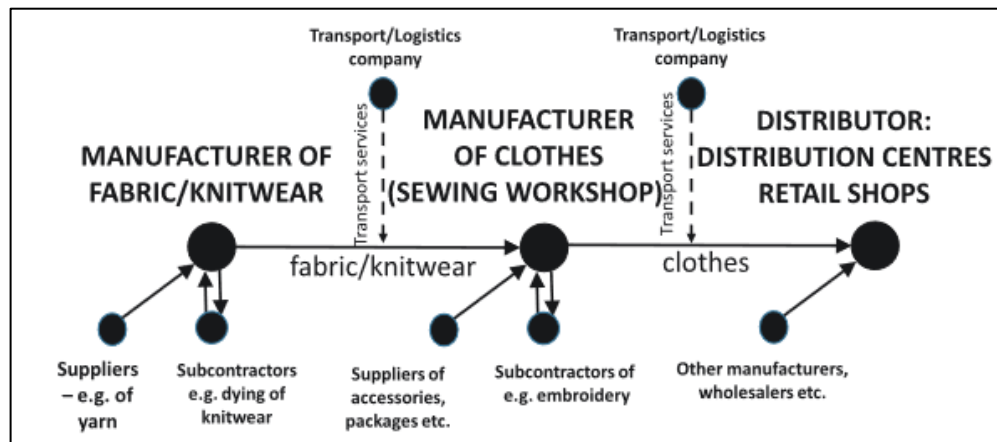 Transport/Logistics
company
Transport/Logistics
company
Transport services
Transport services
MANUFACTURER OF
FABRIC/KNITWEAR
MANUFACTURER
OF CLOTHES
(SEWING WORKSHOP)
DISTRIBUTOR:
DISTRIBUTION CENTRES
RETAIL SHOPS
fabric/knitwear
clothes
Suppliers
– e.g. of
yarn
Subcontractors
e.g. dying of
knitwear
Suppliers of
accessories,
packages etc.
Subcontractors of
e.g. embroidery
Other manufacturers,
wholesalers etc.